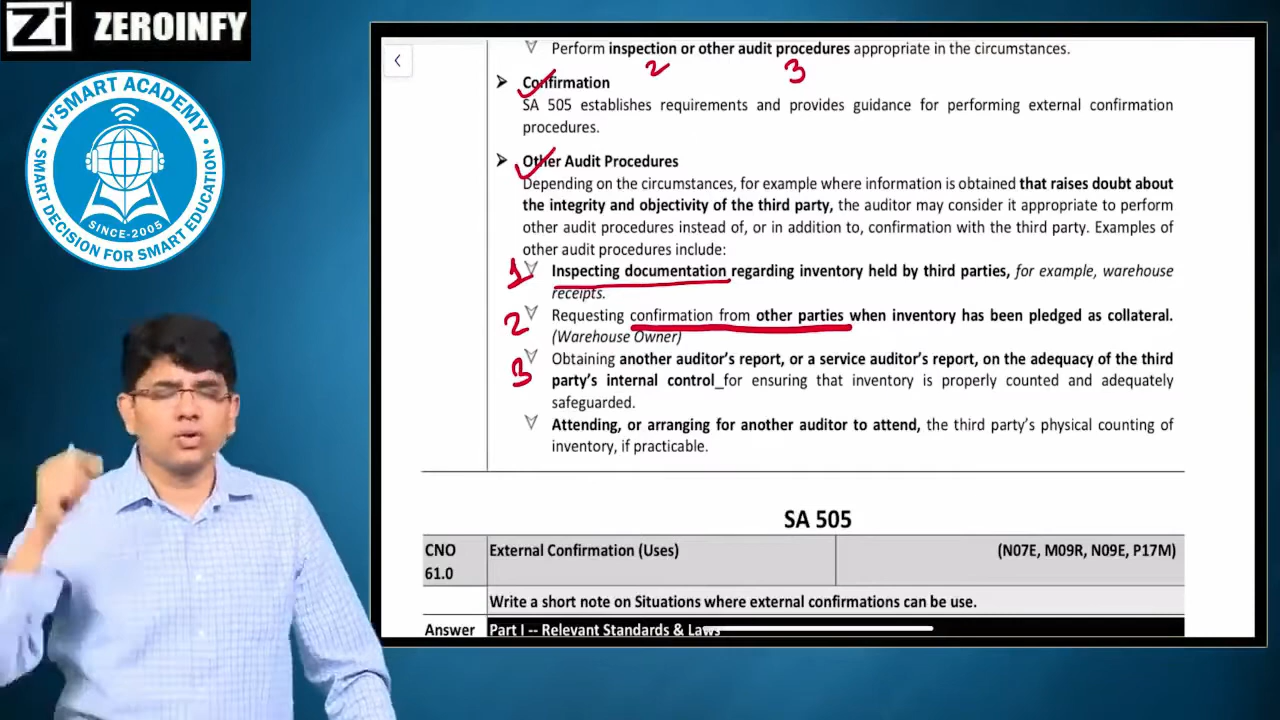 Zi ZEROINFY
V'SMART ACADEMY
SINCE-2005
SMART DECISION FOR SMART EDUCATION
Perform inspection or other audit procedures appropriate in the circumstances.
2 3
Confirmation
SA 505 establishes requirements and provides guidance for performing external confirmation
procedures.
Other Audit Procedures
Depending on the circumstances, for example where information is obtained that raises doubt about
the integrity and objectivity of the third party, the auditor may consider it appropriate to perform
other audit procedures instead of, or in addition to, confirmation with the third party. Examples of
other audit procedures include:
1 Inspecting documentation regarding inventory held by third parties, for example, warehouse
receipts.
2 Requesting confirmation from other parties when inventory has been pledged as collateral.
(Warehouse Owner)
3 Obtaining another auditor's report, or a service auditor's report, on the adequacy of the third
party's internal control_for ensuring that inventory is properly counted and adequately
safeguarded.
Attending, or arranging for another auditor to attend, the third party's physical counting of
inventory, if practicable.
SA 505
CNO External Confirmation (Uses) (N07E, M09R, N09E, P17M)
61.0
Write a short note on Situations where external confirmations can be use.
Answer Part I -- Relevant Standards & Laws